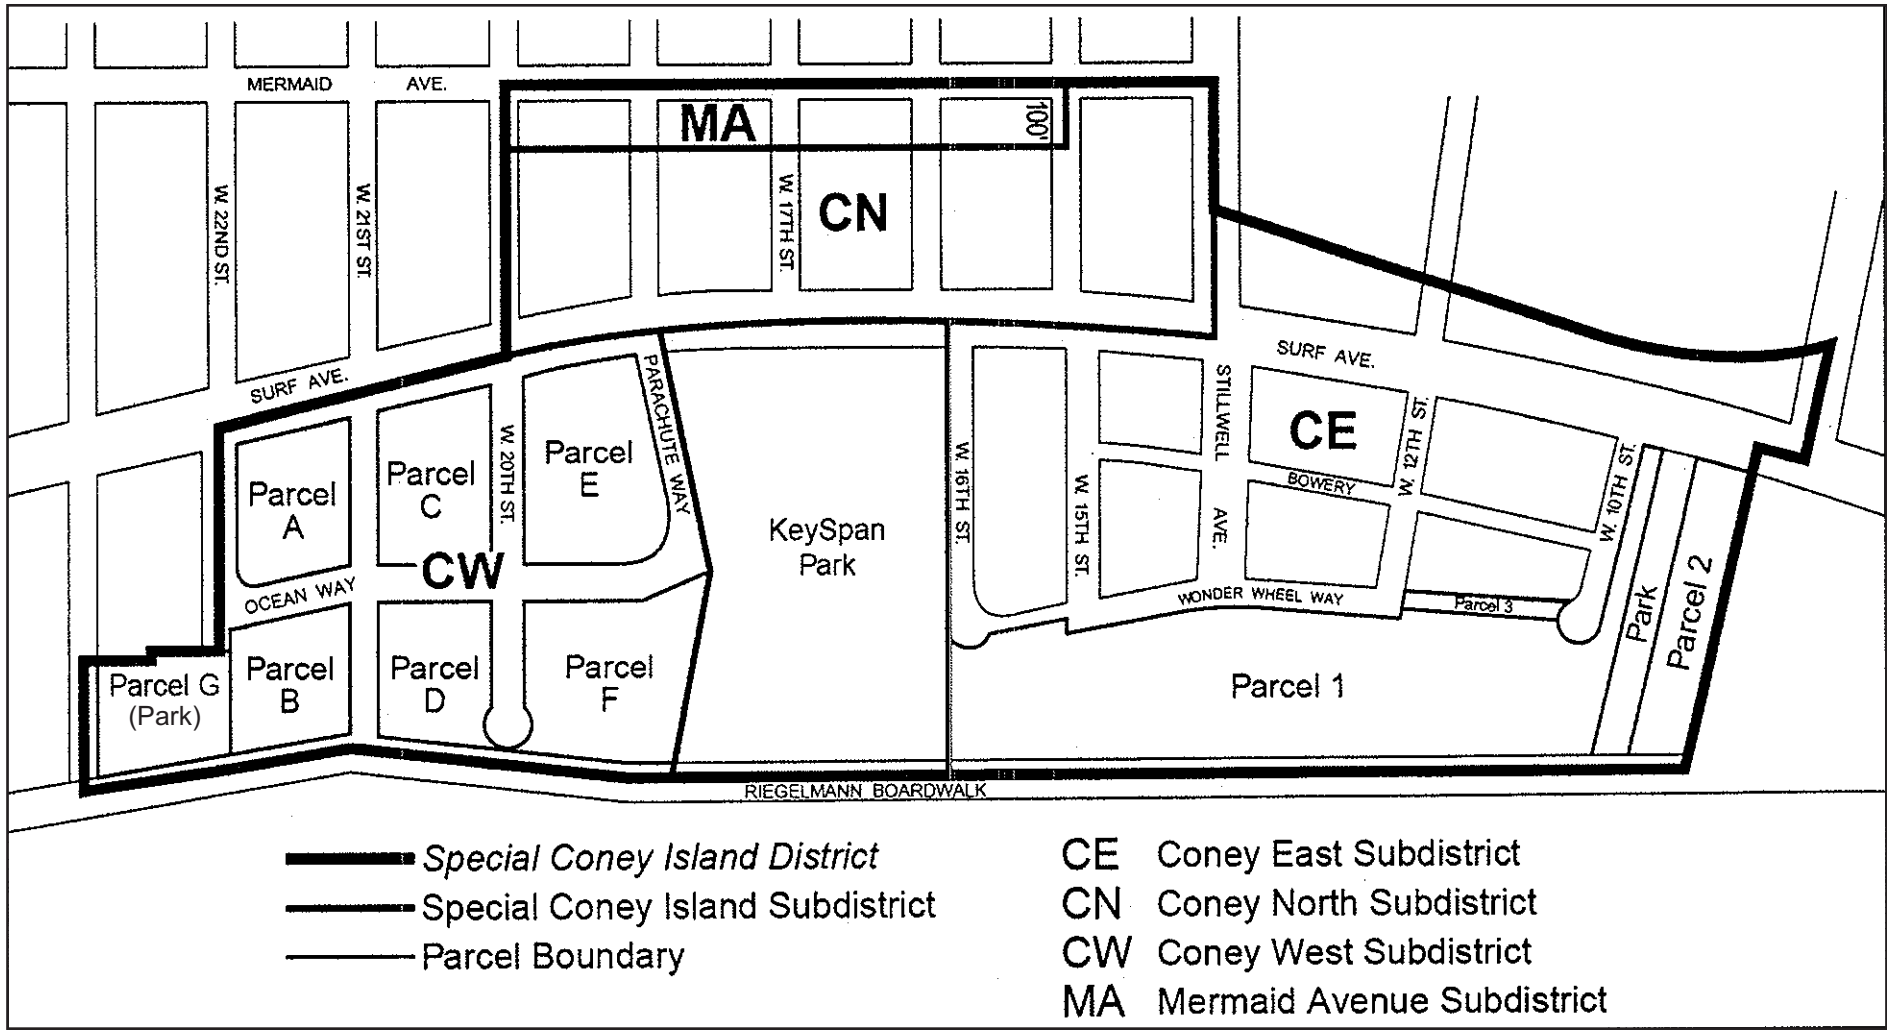 MERMAID AVE.
MA
100'
W. 22ND ST.
W. 21ST ST.
W. 17TH ST.
CN
SURF AVE.
SURF AVE.
PARACHUTE WAY
STILLWELL AVE.
CE
W. 12TH ST.
W. 10TH ST.
BOWERY
W. 20TH ST.
W. 16TH ST.
W. 15TH ST.
Parcel
A
Parcel
C
Parcel
E
KeySpan
Park
CW
OCEAN WAY
WONDER WHEEL WAY
Parcel 3
Park
Parcel 2
Parcel G
(Park)
Parcel
B
Parcel
D
Parcel
F
Parcel 1
RIEGELMANN BOARDWALK
Special Coney Island District
Special Coney Island Subdistrict
Parcel Boundary
CE Coney East Subdistrict
CN Coney North Subdistrict
CW Coney West Subdistrict
MA Mermaid Avenue Subdistrict